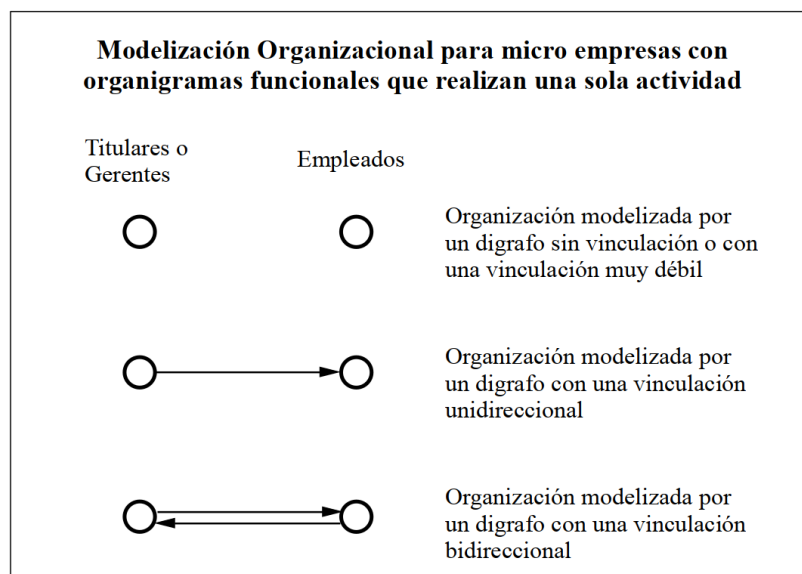 Modelización Organizacional para micro empresas con
organigramas funcionales que realizan una sola actividad
Titulares o
Gerentes
Empleados
Organización modelizada por
un digrafo sin vinculación o con
una vinculación muy débil
Organización modelizada por
un digrafo con una vinculación
unidireccional
Organización modelizada por
un digrafo con una vinculación
bidireccional